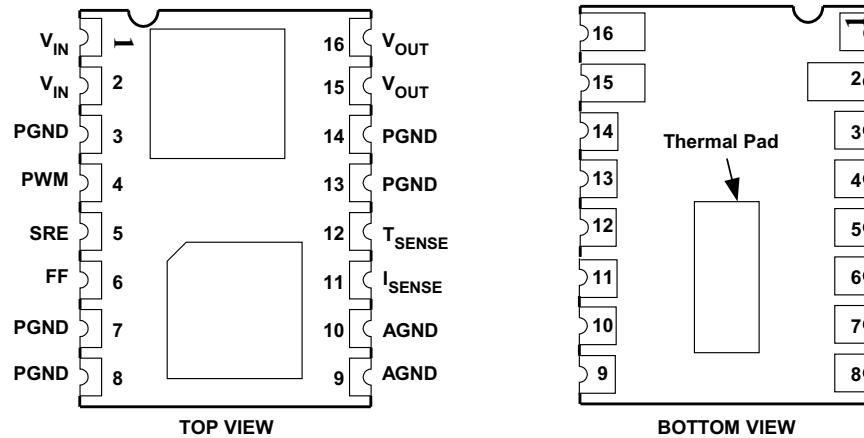 V_IN 1 16 V_OUT
V_IN 2 15 V_OUT
PGND 3 14 PGND
PWM 4 13 PGND
SRE 5 12 T_SENSE
FF 6 11 I_SENSE
PGND 7 10 AGND
PGND 8 9 AGND
TOP VIEW
16 1
15 2
14 3
13 4
12 5
11 6
10 7
9 8
Thermal Pad
BOTTOM VIEW